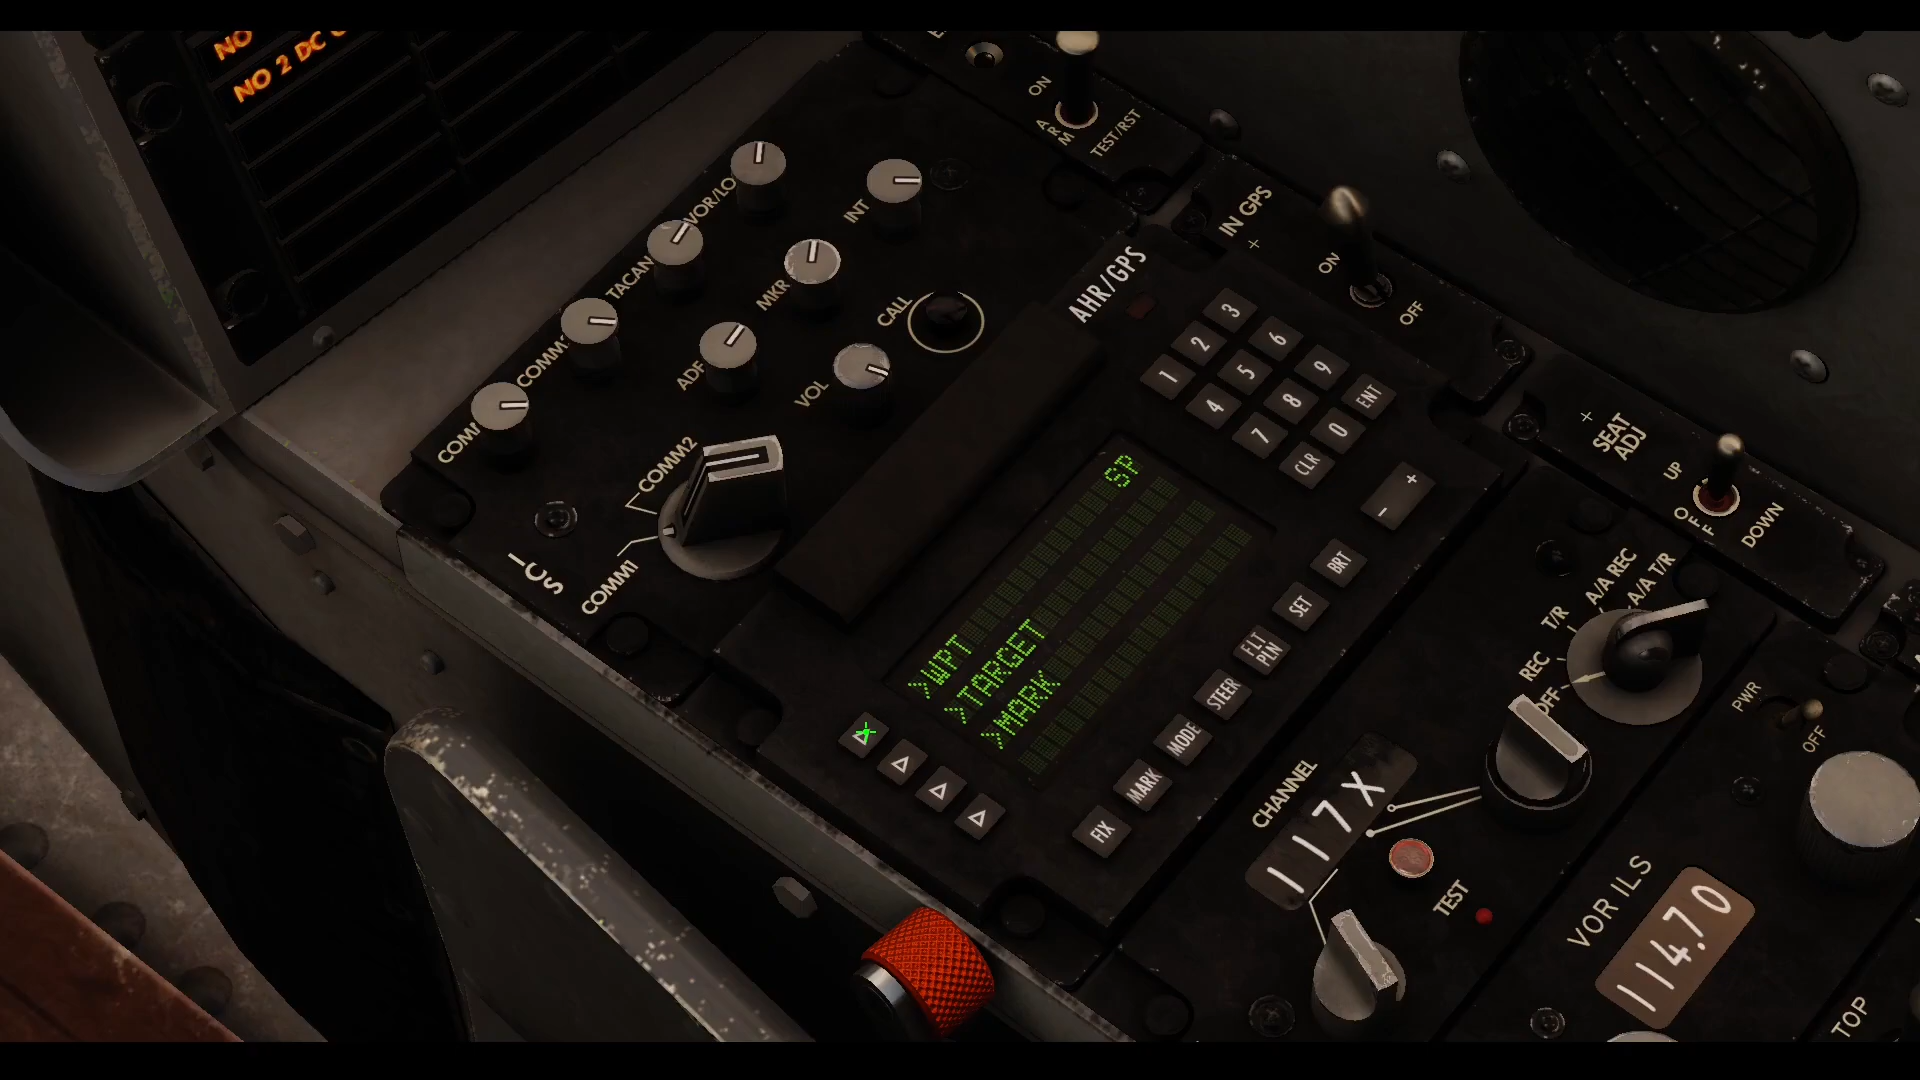 NO
NO 2 DC
ON
ARM
TEST/RST
VOR/LO
INT
TACAN
MKR
CALL
COMM
ADF
VOL
COMM2
COMM1
ICS
AHR/GPS
IN GPS
ON
OFF
1 2 3
4 5 6
7 8 9
CLR 0 ENT
- +
SP
>WPT
>TARGET
>MARK
BRT
SET
FLT PLN
STEER
MODE
MARK
FIX
SEAT ADJ
UP
OFF
DOWN
OFF
REC
T/R
A/A REC
A/A T/R
CHANNEL
117X
TEST
PWR
OFF
VOR ILS
114.70
TOP